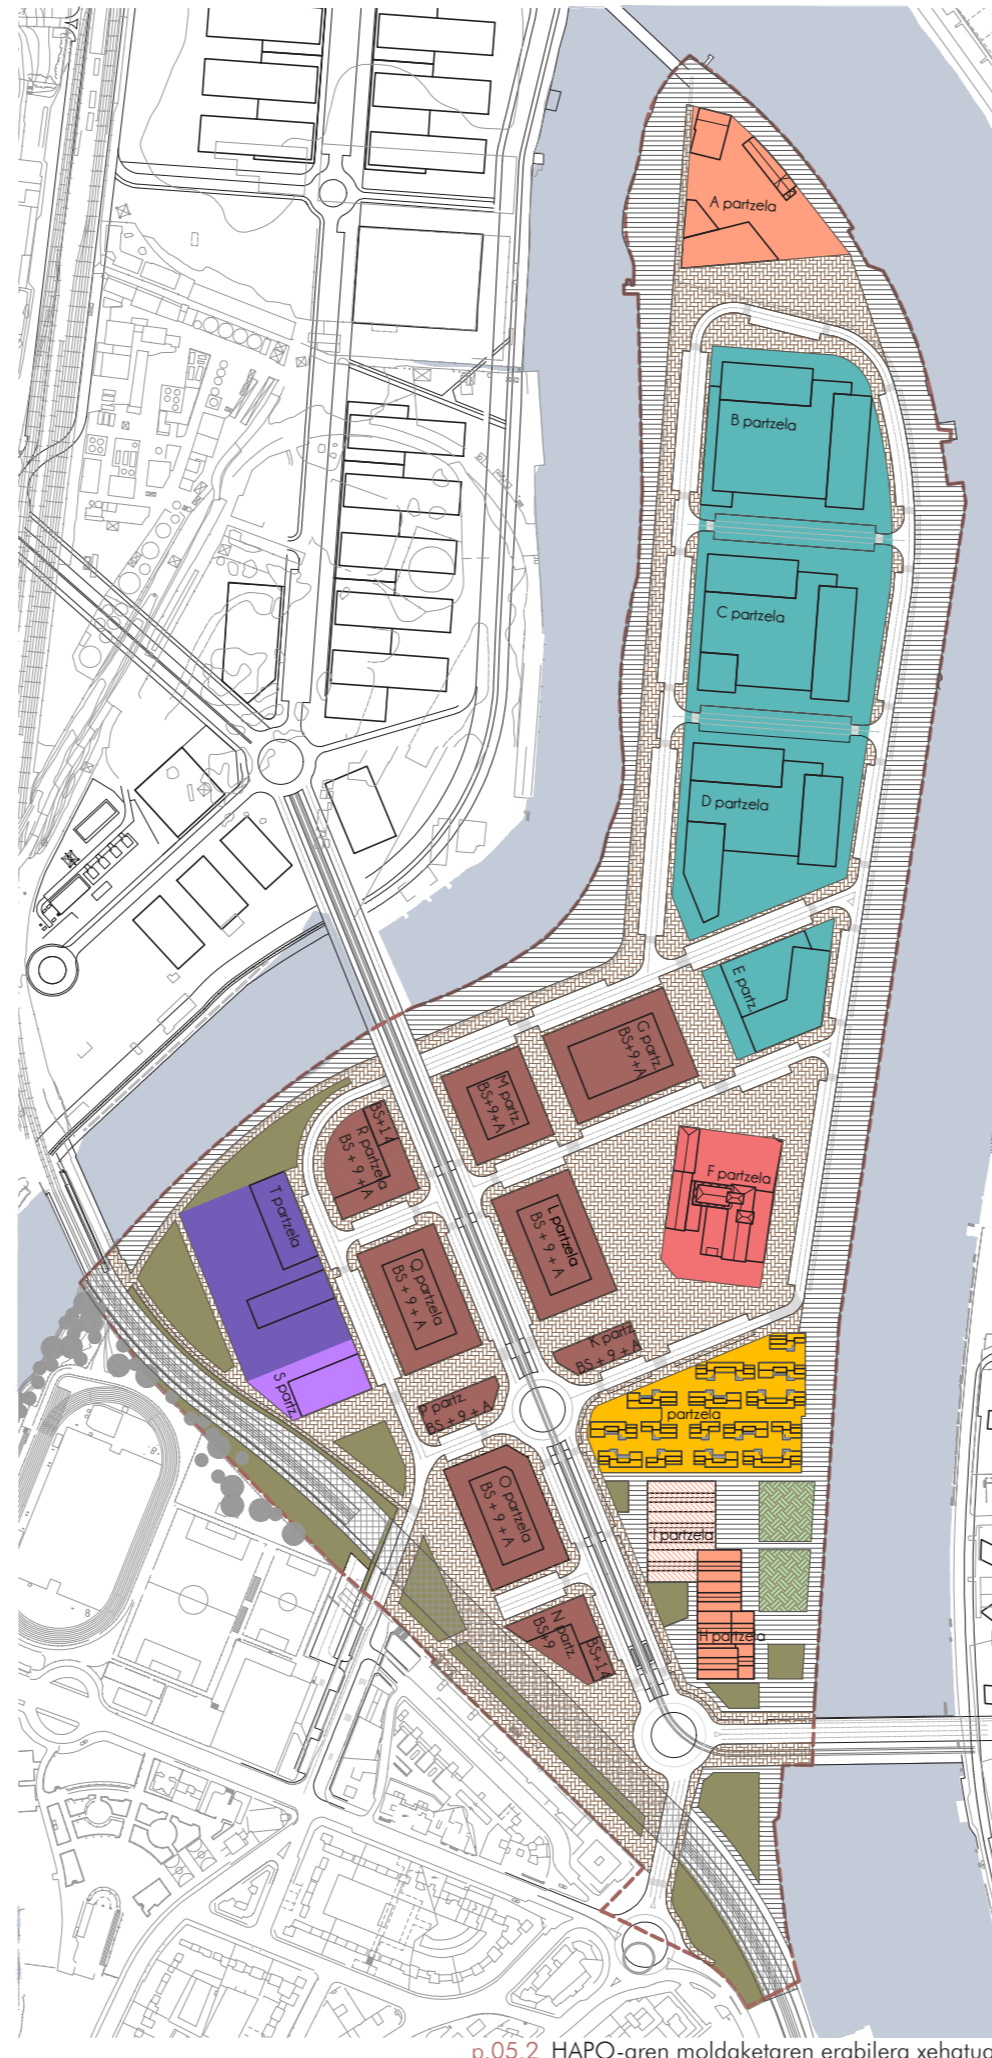 A partzela
B partzela
C partzela
D partzela
E partz.
G partz.
BS+9+A
M partz.
BS+9+A
BS+14
R partzela
BS + 9 + A
F partzela
T partzela
L partzela
BS + 9 + A
Q partzela
BS + 9 + A
K partz.
BS + 9 + A
S partz.
P partz.
BS + 9 + A
partzela
O partzela
BS + 9 + A
I partzela
N partz.
BS+9
BS+14
H partzela
p.05.2 HAPO-aren moldaketaren erabilera xehatua